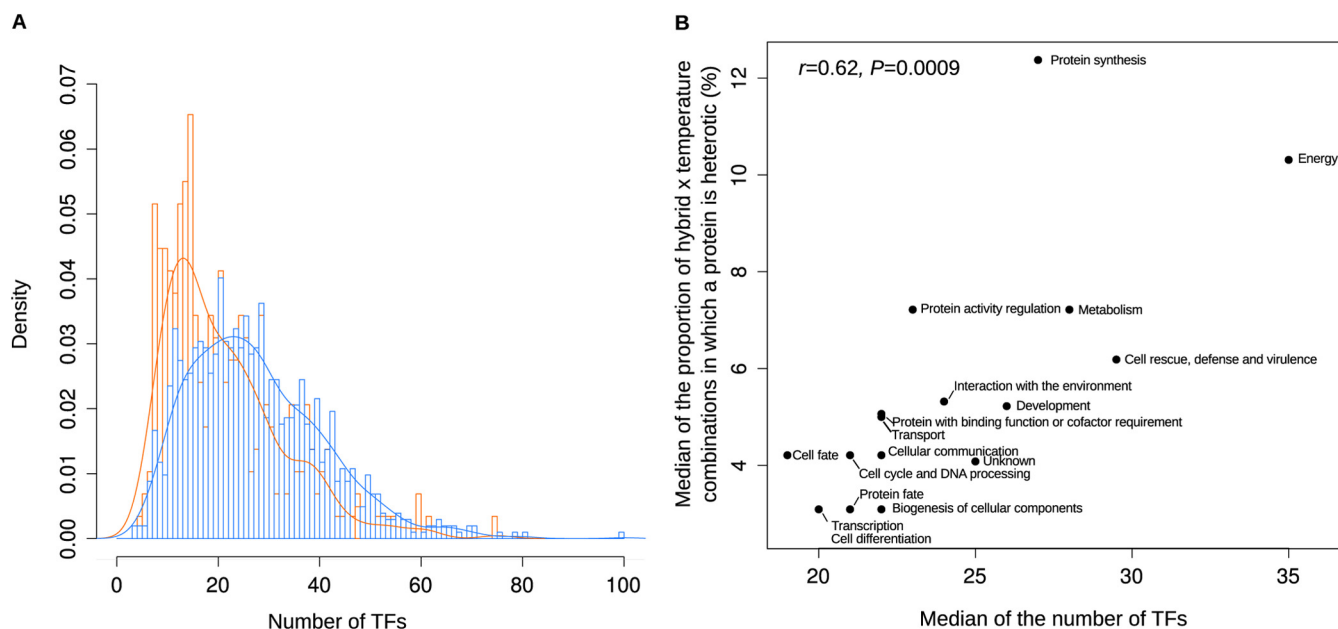 A
0.07
0.06
0.05
0.04
0.03
0.02
0.01
0.00
Density
0 20 40 60 80 100
Number of TFs
B
r=0.62, P=0.0009
12
10
8
6
4
Median of the proportion of hybrid x temperature
combinations in which a protein is heterotic (%)
Protein synthesis
Energy
Protein activity regulation
Metabolism
Cell rescue, defense and virulence
Interaction with the environment
Development
Protein with binding function or cofactor requirement
Transport
Cell fate
Cellular communication
Unknown
Cell cycle and DNA processing
Protein fate
Biogenesis of cellular components
Transcription
Cell differentiation
20 25 30 35
Median of the number of TFs